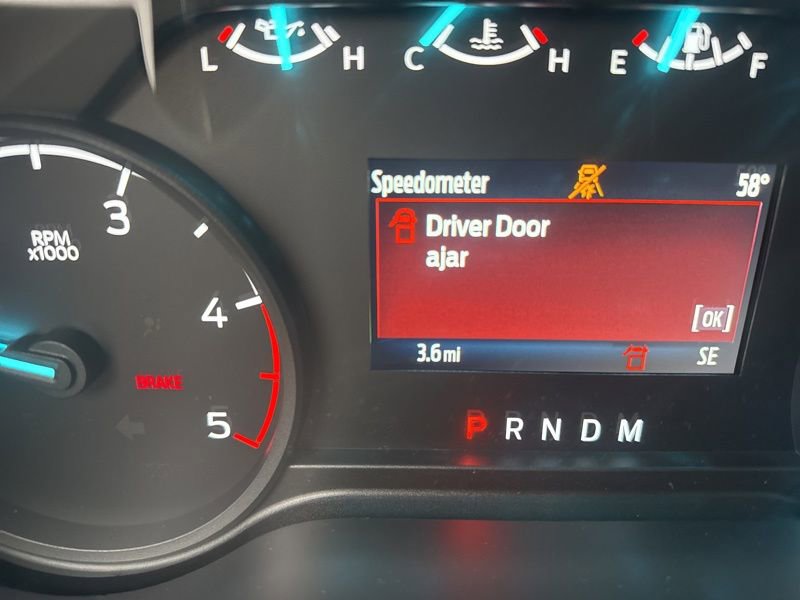 L H C H E F
Speedometer 58°
3
Driver Door
RPM
x1000
ajar
4
[OK]
3.6 mi SE
BRAKE
5
P R N D M